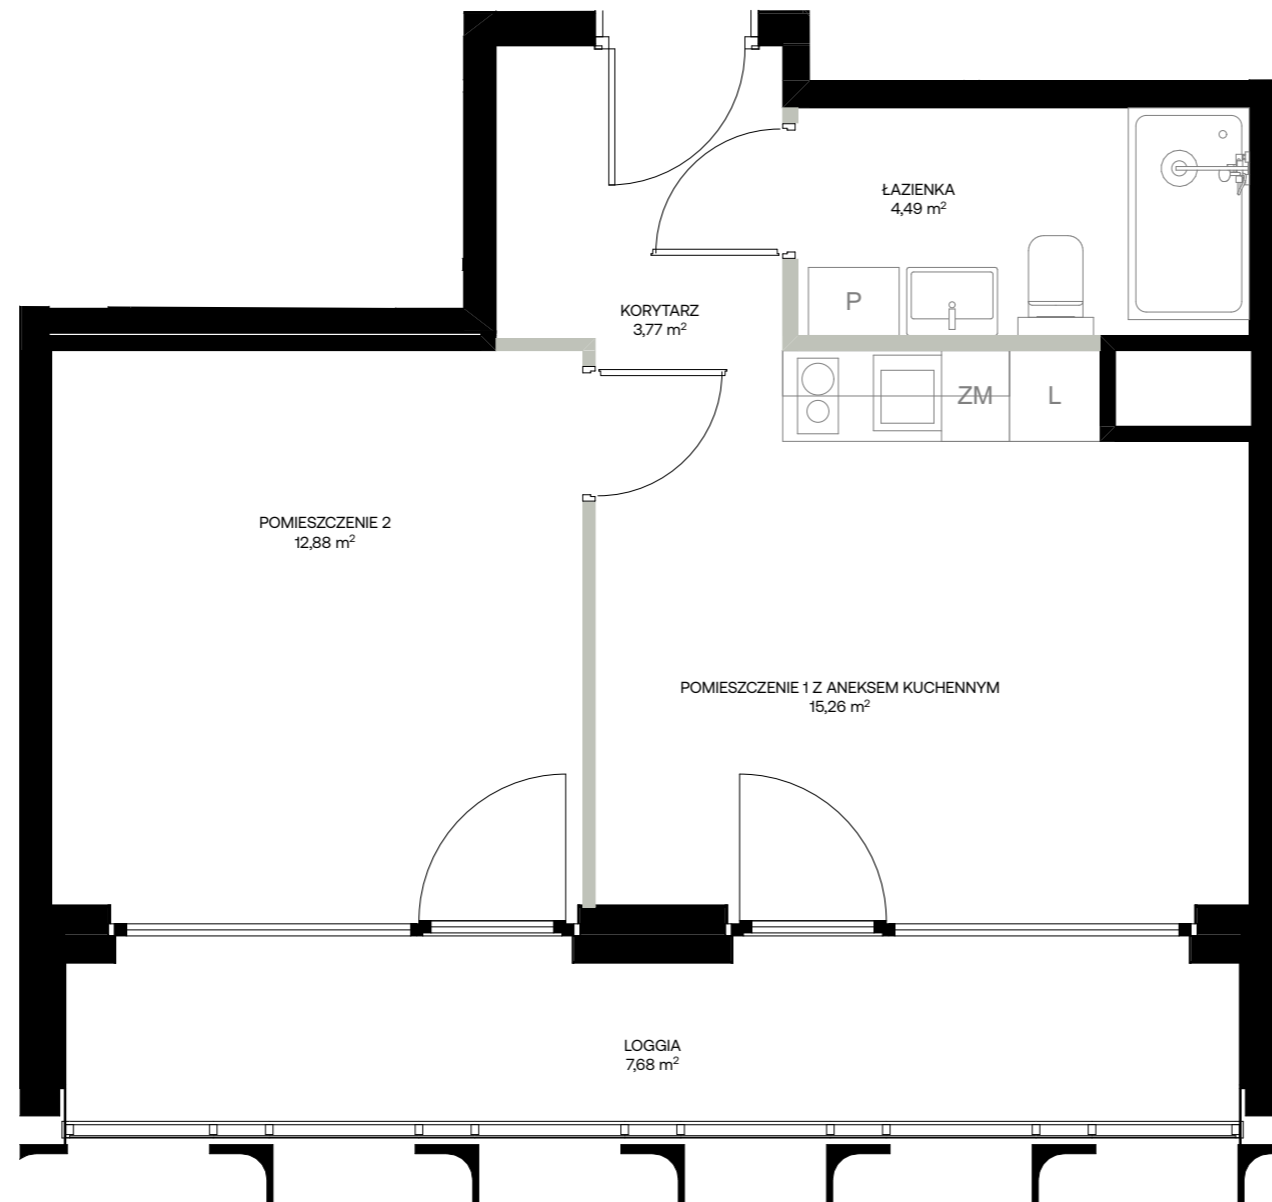 ŁAZIENKA
4,49 m²
P
KORYTARZ
3,77 m²
ZM
L
POMIESZCZENIE 2
12,88 m²
POMIESZCZENIE 1 Z ANEKSEM KUCHENNYM
15,26 m²
LOGGIA
7,68 m²